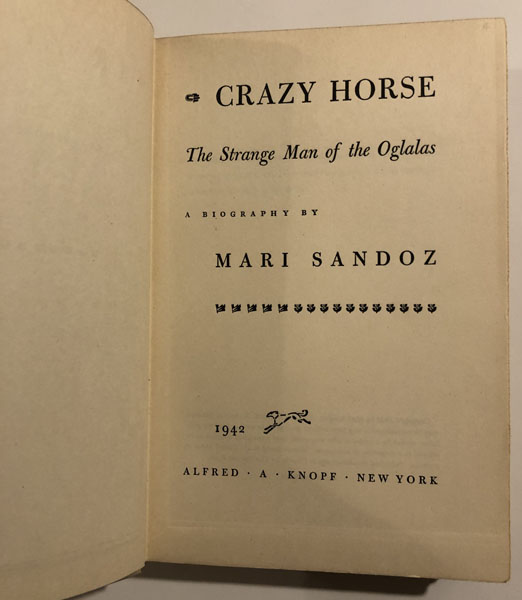 CRAZY HORSE
The Strange Man of the Oglalas
A BIOGRAPHY BY
MARI SANDOZ
1942
ALFRED · A · KNOPF · NEW YORK